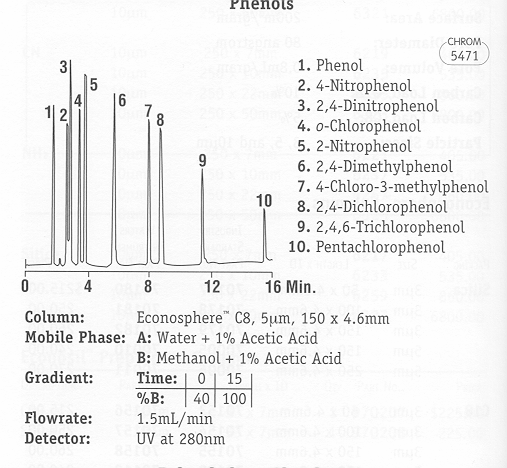 Phenols
CHROM
5471
1. Phenol
2. 4-Nitrophenol
3. 2,4-Dinitrophenol
4. o-Chlorophenol
5. 2-Nitrophenol
6. 2,4-Dimethylphenol
7. 4-Chloro-3-methylphenol
8. 2,4-Dichlorophenol
9. 2,4,6-Trichlorophenol
10. Pentachlorophenol
1
2
3
4
5
6
7
8
9
10
0 4 8 12 16 Min.
Column: Econosphere™ C8, 5µm, 150 x 4.6mm
Mobile Phase: A: Water + 1% Acetic Acid
B: Methanol + 1% Acetic Acid
Gradient: Time: 0 15
%B: 40 100
Flowrate: 1.5mL/min
Detector: UV at 280nm